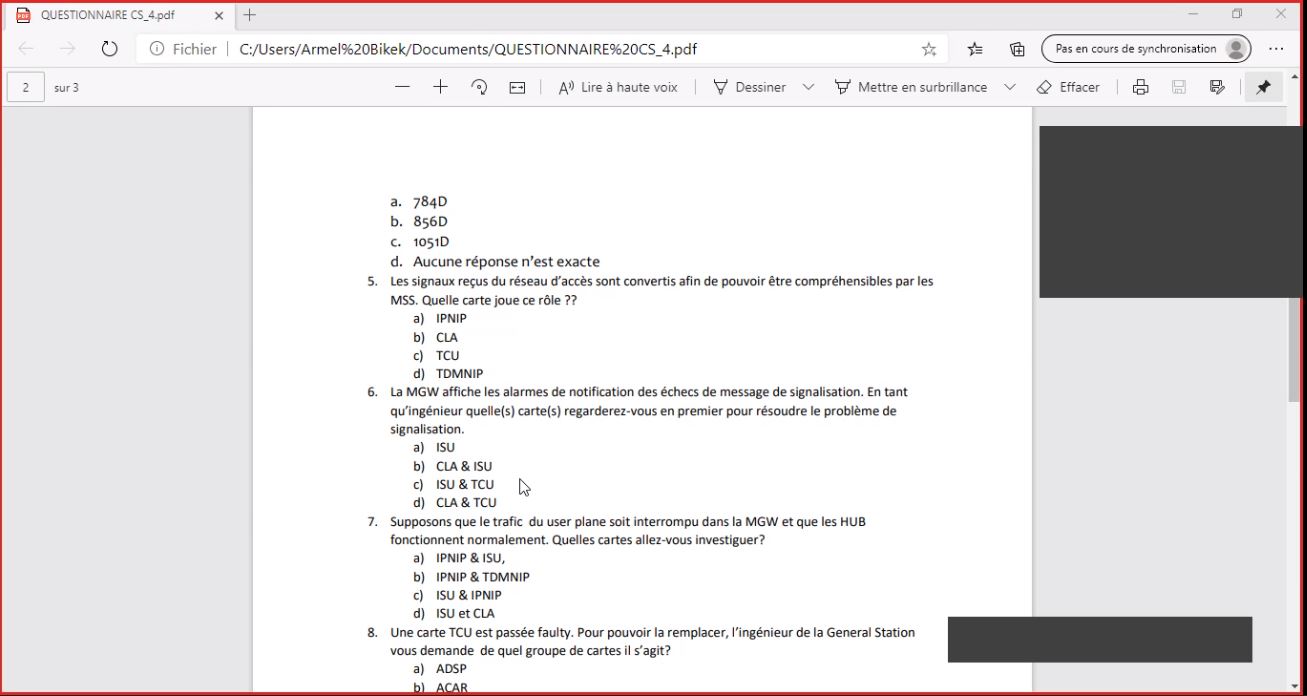 QUESTIONNAIRE CS_4.pdf
Fichier
C:/Users/Armel%20Bikek/Documents/QUESTIONNAIRE%20CS_4.pdf
Pas en cours de synchronisation
2
sur 3
Lire à haute voix
Dessiner
Mettre en surbrillance
Effacer
a. 784D
b. 856D
c. 1051D
d. Aucune réponse n'est exacte
5. Les signaux reçus du réseau d'accès sont convertis afin de pouvoir être compréhensibles par les
MSS. Quelle carte joue ce rôle ??
a) IPNIP
b) CLA
c) TCU
d) TDMNIP
6. La MGW affiche les alarmes de notification des échecs de message de signalisation. En tant
qu'ingénieur quelle(s) carte(s) regarderez-vous en premier pour résoudre le problème de
signalisation.
a) ISU
b) CLA & ISU
c) ISU & TCU
d) CLA & TCU
7. Supposons que le trafic du user plane soit interrompu dans la MGW et que les HUB
fonctionnent normalement. Quelles cartes allez-vous investiguer?
a) IPNIP & ISU,
b) IPNIP & TDMNIP
c) ISU & IPNIP
d) ISU et CLA
8. Une carte TCU est passée faulty. Pour pouvoir la remplacer, l'ingénieur de la General Station
vous demande de quel groupe de cartes il s'agit?
a) ADSP
b) ACAR